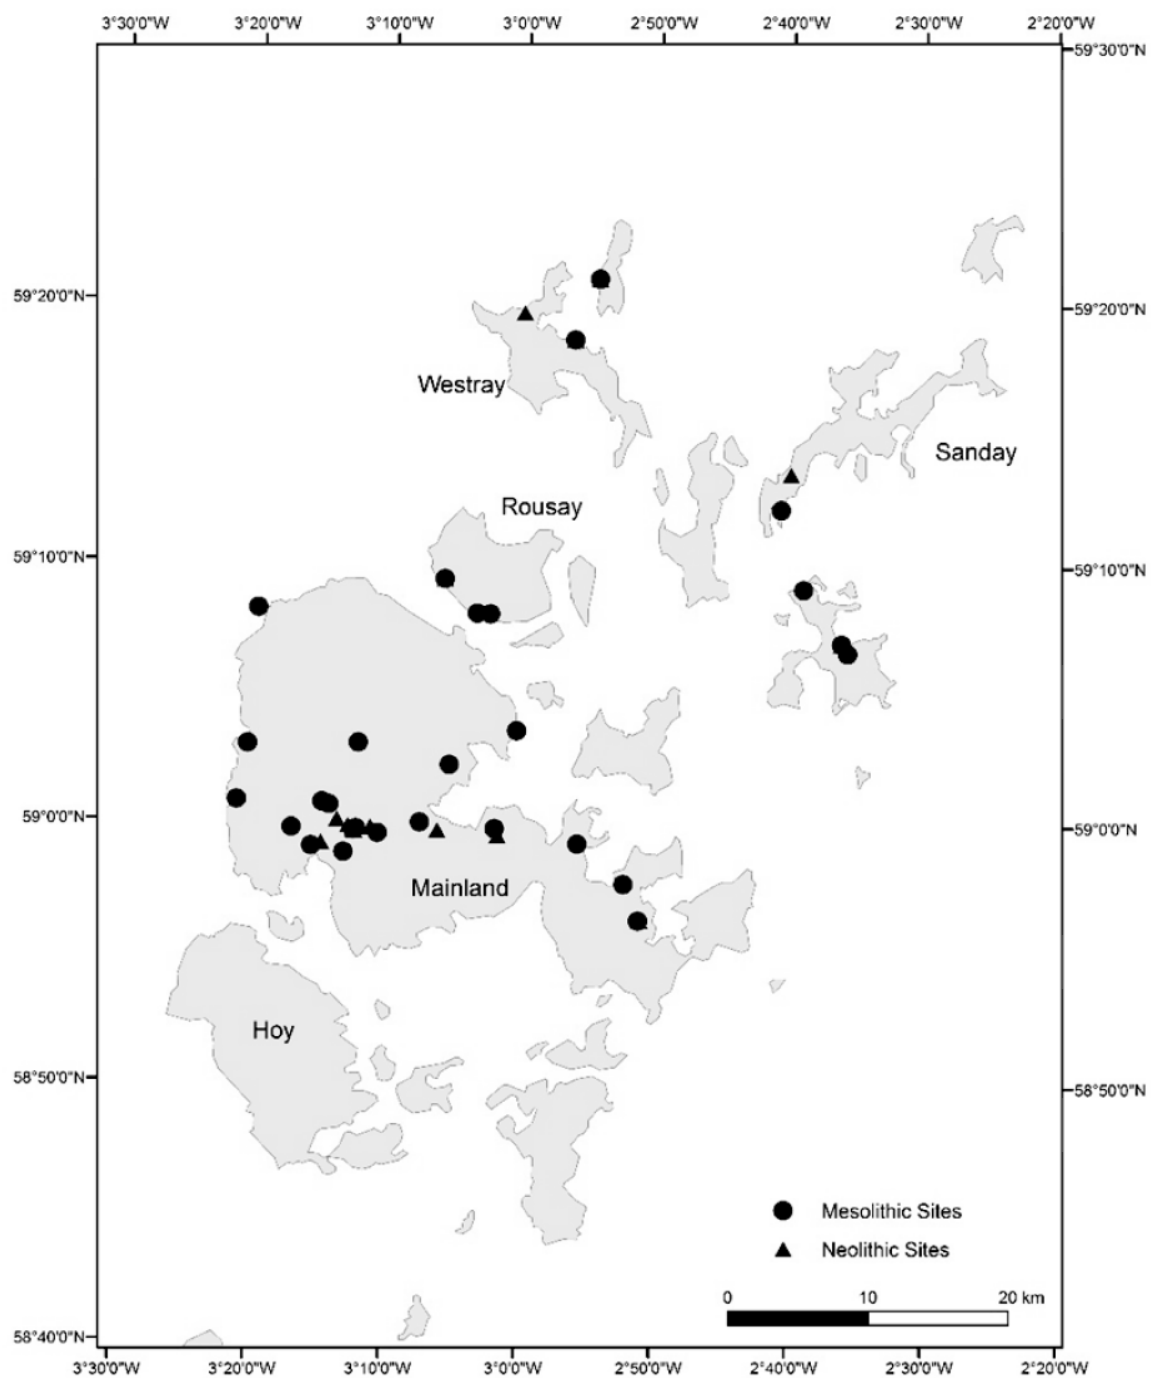 3°30'0"W 3°20'0"W 3°10'0"W 3°0'0"W 2°50'0"W 2°40'0"W 2°30'0"W 2°20'0"W
59°30'0"N
59°20'0"N 59°20'0"N
Westray
Sanday
Rousay
59°10'0"N 59°10'0"N
59°0'0"N 59°0'0"N
Mainland
Hoy
58°50'0"N 58°50'0"N
Mesolithic Sites
Neolithic Sites
0 10 20 km
58°40'0"N
3°30'0"W 3°20'0"W 3°10'0"W 3°0'0"W 2°50'0"W 2°40'0"W 2°30'0"W 2°20'0"W